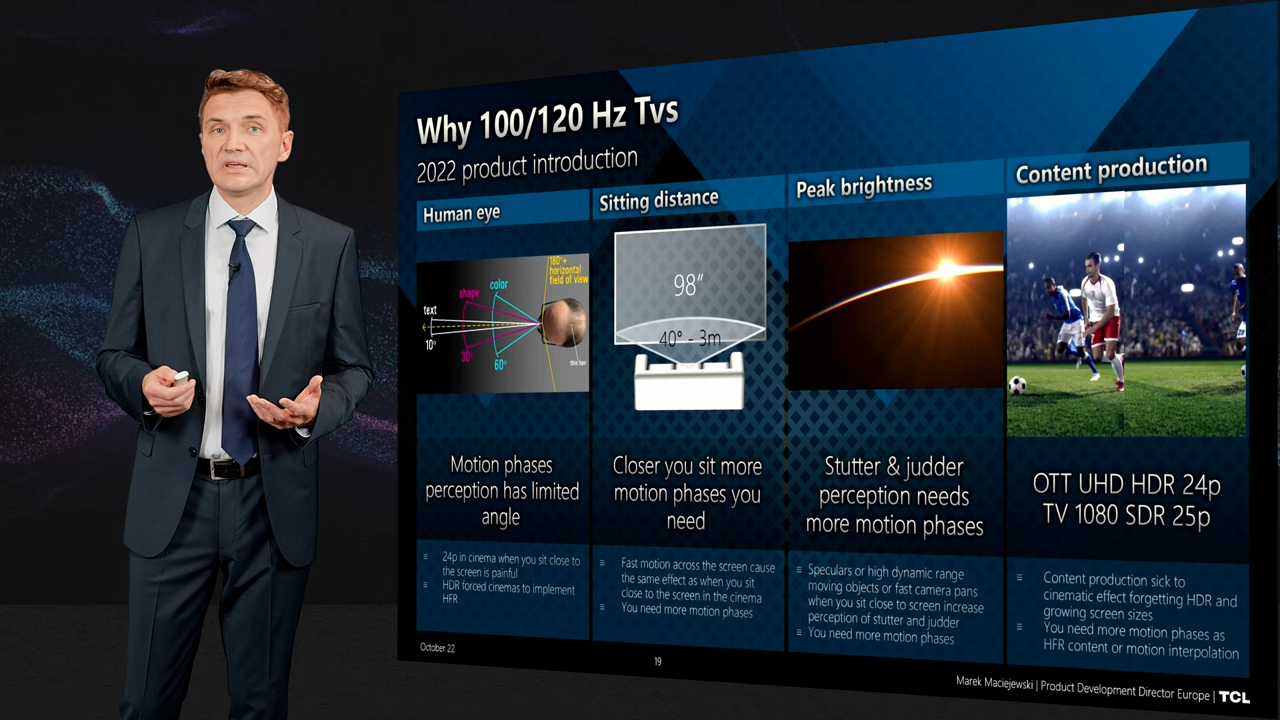 Why 100/120 Hz Tvs
2022 product introduction
Human eye
180°+
horizontal
field of view
color
shape
text
10°
30°
60°
thin hair
Motion phases
perception has limited
angle
24p in cinema when you sit close to
the screen is painful
HDR forced cinemas to implement
HFR
Sitting distance
98”
40° - 3m
Closer you sit more
motion phases you
need
Fast motion across the screen cause
the same effect as when you sit
close to the screen in the cinema
You need more motion phases
Peak brightness
Stutter & judder
perception needs
more motion phases
Speculars or high dynamic range
moving objects or fast camera pans
when you sit close to screen increase
perception of stutter and judder
You need more motion phases
Content production
OTT UHD HDR 24p
TV 1080 SDR 25p
Content production sick to
cinematic effect forgetting HDR and
growing screen sizes
You need more motion phases as
HFR content or motion interpolation
October 22
19
Marek Maciejewski | Product Development Director Europe | TCL